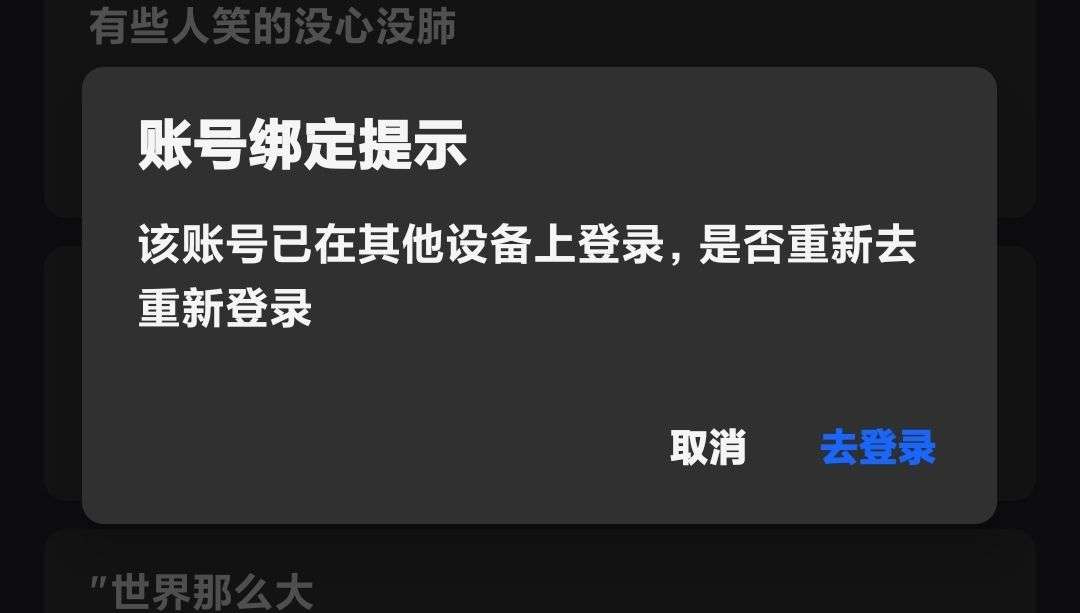 有些人笑的没心没肺
账号绑定提示
该账号已在其他设备上登录，是否重新去
重新登录
取消 去登录
"世界那么大